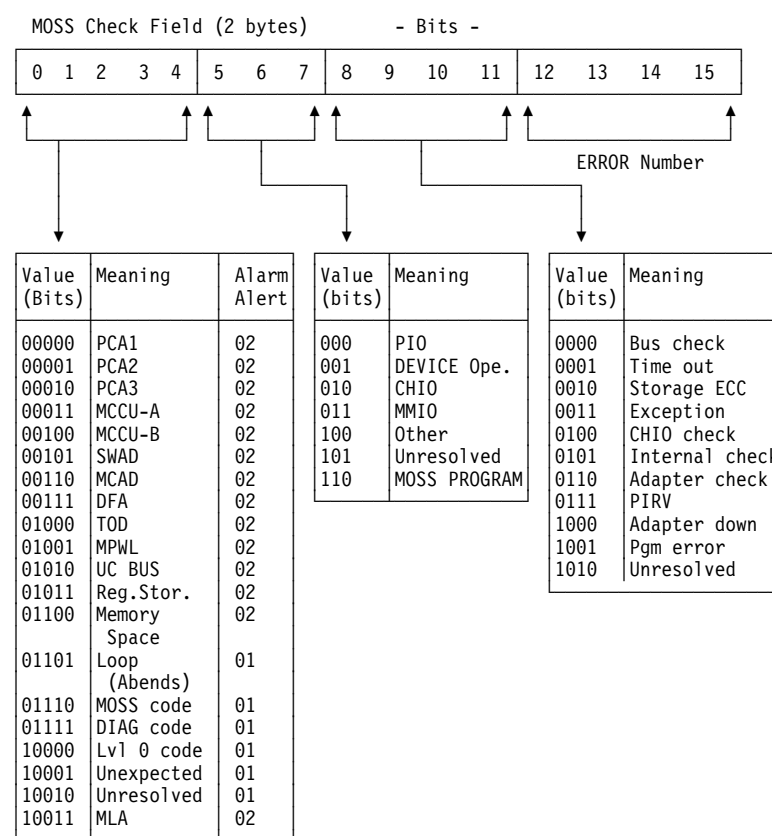 MOSS Check Field (2 bytes) - Bits -
0 1 2 3 4 5 6 7 8 9 10 11 12 13 14 15
ERROR Number
Value Meaning Alarm
(Bits) Alert
00000 PCA1 02
00001 PCA2 02
00010 PCA3 02
00011 MCCU-A 02
00100 MCCU-B 02
00101 SWAD 02
00110 MCAD 02
00111 DFA 02
01000 TOD 02
01001 MPWL 02
01010 UC BUS 02
01011 Reg.Stor. 02
01100 Memory 02
Space
01101 Loop 01
(Abends)
01110 MOSS code 01
01111 DIAG code 01
10000 Lvl 0 code 01
10001 Unexpected 01
10010 Unresolved 01
10011 MLA 02
Value Meaning
(bits)
000 PIO
001 DEVICE Ope.
010 CHIO
011 MMIO
100 Other
101 Unresolved
110 MOSS PROGRAM
Value Meaning
(bits)
0000 Bus check
0001 Time out
0010 Storage ECC
0011 Exception
0100 CHIO check
0101 Internal check
0110 Adapter check
0111 PIRV
1000 Adapter down
1001 Pgm error
1010 Unresolved